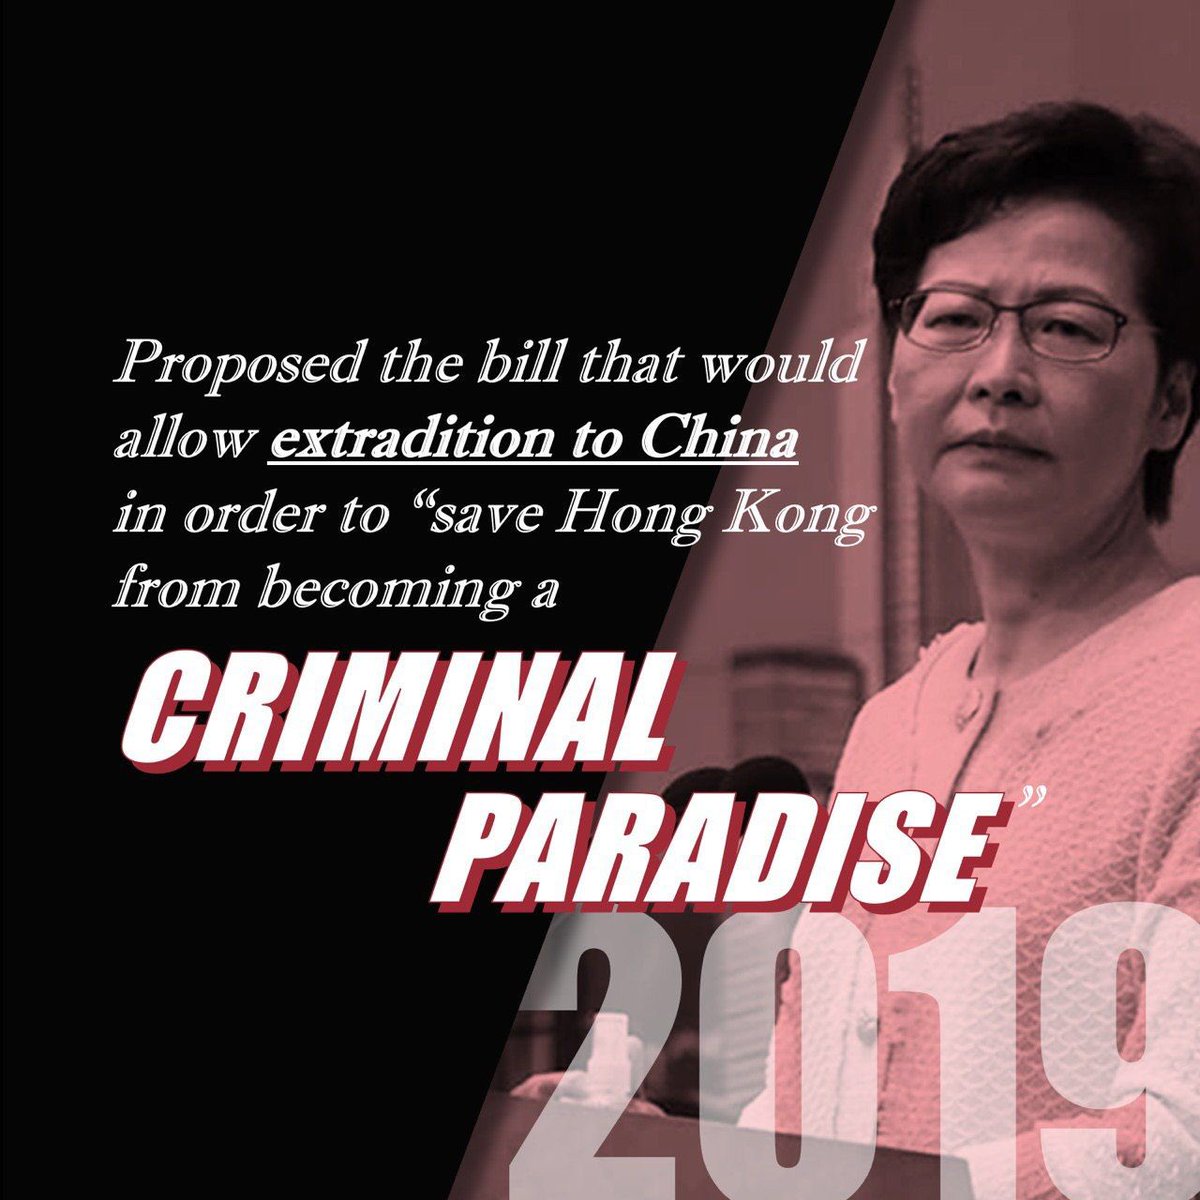 Proposed the bill that would
allow extradition to China
in order to “save Hong Kong
from becoming a
CRIMINAL
PARADISE”
2019